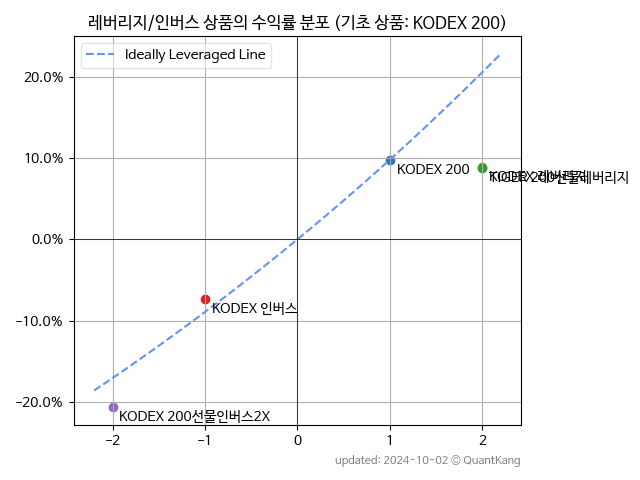 레버리지/인버스 상품의 수익률 분포 (기초 상품: KODEX 200)
Ideally Leveraged Line
20.0%
10.0%
0.0%
−10.0%
−20.0%
KODEX 200
KODEX 인버스
KODEX 200선물인버스2X
−2
−1
0
1
2
updated: 2024-10-02 © QuantKang